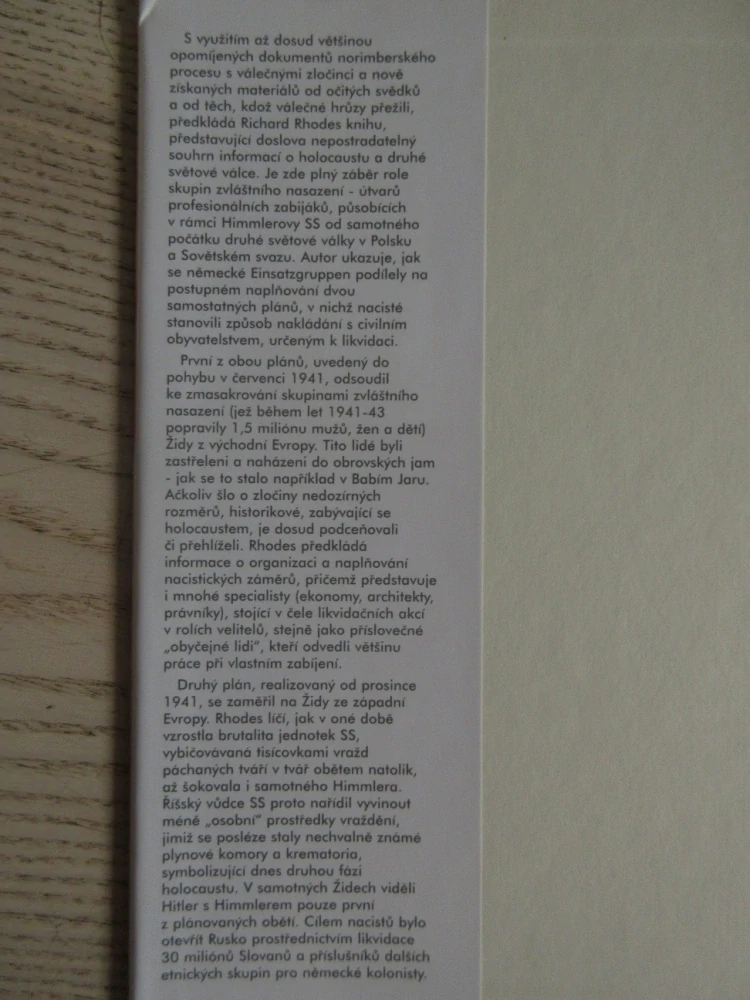 S využitím až dosud většinou
opomíjených dokumentů norimberského
procesu s válečnými zločinci a nově
získaných materiálů od očitých svědků
a od těch, kdož válečné hrůzy přežili,
předkládá Richard Rhodes knihu,
představující doslova nepostradatelný
souhrn informací o holocaustu a druhé
světové válce. Je zde plný záběr role
skupin zvláštního nasazení - útvarů
profesionálních zabijáků, působících
v rámci Himmlerovy SS od samotného
počátku druhé světové války v Polsku
a Sovětském svazu. Autor ukazuje, jak
se německé Einsatzgruppen podílely na
postupném naplňování dvou
samostatných plánů, v nichž nacisté
stanovili způsob nakládání s civilním
obyvatelstvem, určeným k likvidaci.
První z obou plánů, uvedený do
pohybu v červenci 1941, odsoudil
ke zmasakrování skupinami zvláštního
nasazení (jež během let 1941-43
popravily 1,5 miliónu mužů, žen a dětí)
Židy z východní Evropy. Tito lidé byli
zastřeleni a naházeni do obrovských jam
- jak se to stalo například v Babím Jaru.
Ačkoliv šlo o zločiny nedozírných
rozměrů, historikové, zabývající se
holocaustem, je dosud podceňovali
či přehlíželi. Rhodes předkládá
informace o organizaci a naplňování
nacistických záměrů, přičemž představuje
i mnohé specialisty (ekonomy, architekty,
právníky), stojící v čele likvidačních akcí
v rolích velitelů, stejně jako příslovečné
„obyčejné lidi“, kteří odvedli většinu
práce při vlastním zabíjení.
Druhý plán, realizovaný od prosince
1941, se zaměřil na Židy ze západní
Evropy. Rhodes líčí, jak v oné době
vzrostla brutalita jednotek SS,
vybičovávaná tisícovkami vražd
páchaných tváří v tvář obětem natolik,
až šokovala i samotného Himmlera.
Říšský vůdce SS proto nařídil vyvinout
méně „osobní“ prostředky vraždění,
jimiž se posléze staly nechvalně známé
plynové komory a krematoria,
symbolizující dnes druhou fázi
holocaustu. V samotných Židech viděli
Hitler s Himmlerem pouze první
z plánovaných obětí. Cílem nacistů bylo
otevřít Rusko prostřednictvím likvidace
30 miliónů Slovanů a příslušníků dalších
etnických skupin pro německé kolonisty.